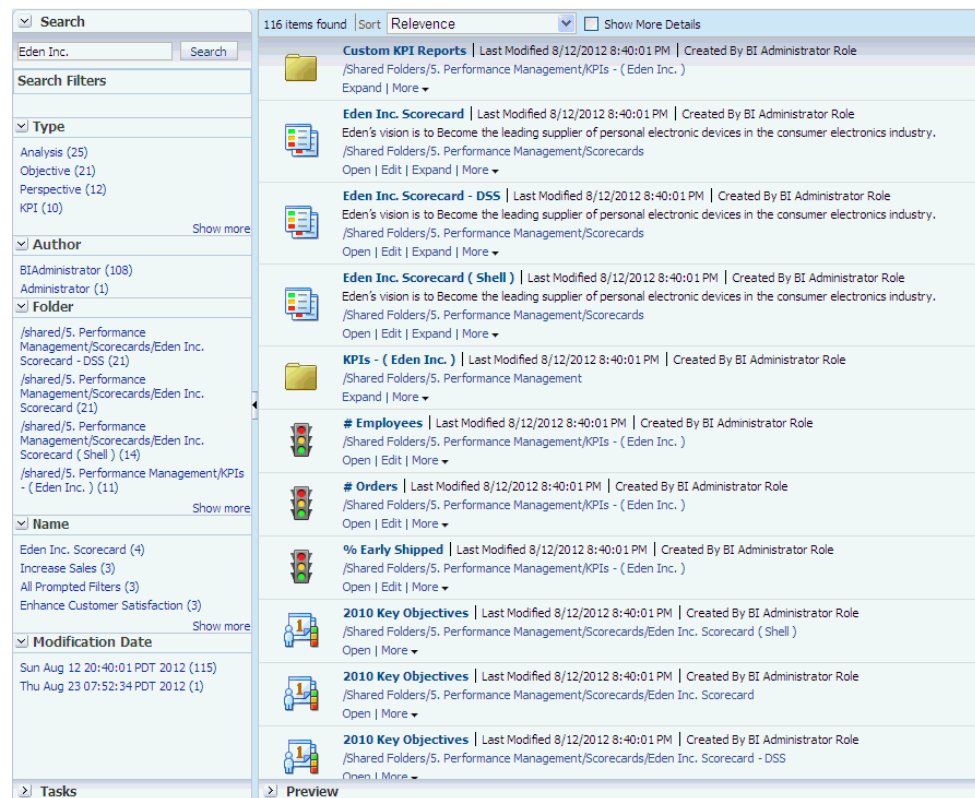 Search
Eden Inc. Search
Search Filters
Type
Analysis (25)
Objective (21)
Perspective (12)
KPI (10)
Show more
Author
BIAdministrator (108)
Administrator (1)
Folder
/shared/5. Performance
Management/Scorecards/Eden Inc.
Scorecard - DSS (21)
/shared/5. Performance
Management/Scorecards/Eden Inc.
Scorecard (21)
/shared/5. Performance
Management/Scorecards/Eden Inc.
Scorecard ( Shell ) (14)
/shared/5. Performance Management/KPIs
- ( Eden Inc. ) (11)
Show more
Name
Eden Inc. Scorecard (4)
Increase Sales (3)
All Prompted Filters (3)
Enhance Customer Satisfaction (3)
Show more
Modification Date
Sun Aug 12 20:40:01 PDT 2012 (115)
Thu Aug 23 07:52:34 PDT 2012 (1)
Tasks
116 items found | Sort Relevence Show More Details
Custom KPI Reports | Last Modified 8/12/2012 8:40:01 PM | Created By BI Administrator Role
/Shared Folders/5. Performance Management/KPIs - ( Eden Inc. )
Expand | More
Eden Inc. Scorecard | Last Modified 8/12/2012 8:40:01 PM | Created By BI Administrator Role
Eden's vision is to Become the leading supplier of personal electronic devices in the consumer electronics industry.
/Shared Folders/5. Performance Management/Scorecards
Open | Edit | Expand | More
Eden Inc. Scorecard - DSS | Last Modified 8/12/2012 8:40:01 PM | Created By BI Administrator Role
Eden's vision is to Become the leading supplier of personal electronic devices in the consumer electronics industry.
/Shared Folders/5. Performance Management/Scorecards
Open | Edit | Expand | More
Eden Inc. Scorecard ( Shell ) | Last Modified 8/12/2012 8:40:01 PM | Created By BI Administrator Role
Eden's vision is to Become the leading supplier of personal electronic devices in the consumer electronics industry.
/Shared Folders/5. Performance Management/Scorecards
Open | Edit | Expand | More
KPIs - ( Eden Inc. ) | Last Modified 8/12/2012 8:40:01 PM | Created By BI Administrator Role
/Shared Folders/5. Performance Management
Expand | More
# Employees | Last Modified 8/12/2012 8:40:01 PM | Created By BI Administrator Role
/Shared Folders/5. Performance Management/KPIs - ( Eden Inc. )
Open | Edit | More
# Orders | Last Modified 8/12/2012 8:40:01 PM | Created By BI Administrator Role
/Shared Folders/5. Performance Management/KPIs - ( Eden Inc. )
Open | Edit | More
% Early Shipped | Last Modified 8/12/2012 8:40:01 PM | Created By BI Administrator Role
/Shared Folders/5. Performance Management/KPIs - ( Eden Inc. )
Open | Edit | More
2010 Key Objectives | Last Modified 8/12/2012 8:40:01 PM | Created By BI Administrator Role
/Shared Folders/5. Performance Management/Scorecards/Eden Inc. Scorecard ( Shell )
Open | More
2010 Key Objectives | Last Modified 8/12/2012 8:40:01 PM | Created By BI Administrator Role
/Shared Folders/5. Performance Management/Scorecards/Eden Inc. Scorecard
Open | More
2010 Key Objectives | Last Modified 8/12/2012 8:40:01 PM | Created By BI Administrator Role
/Shared Folders/5. Performance Management/Scorecards/Eden Inc. Scorecard - DSS
Open | More
Preview